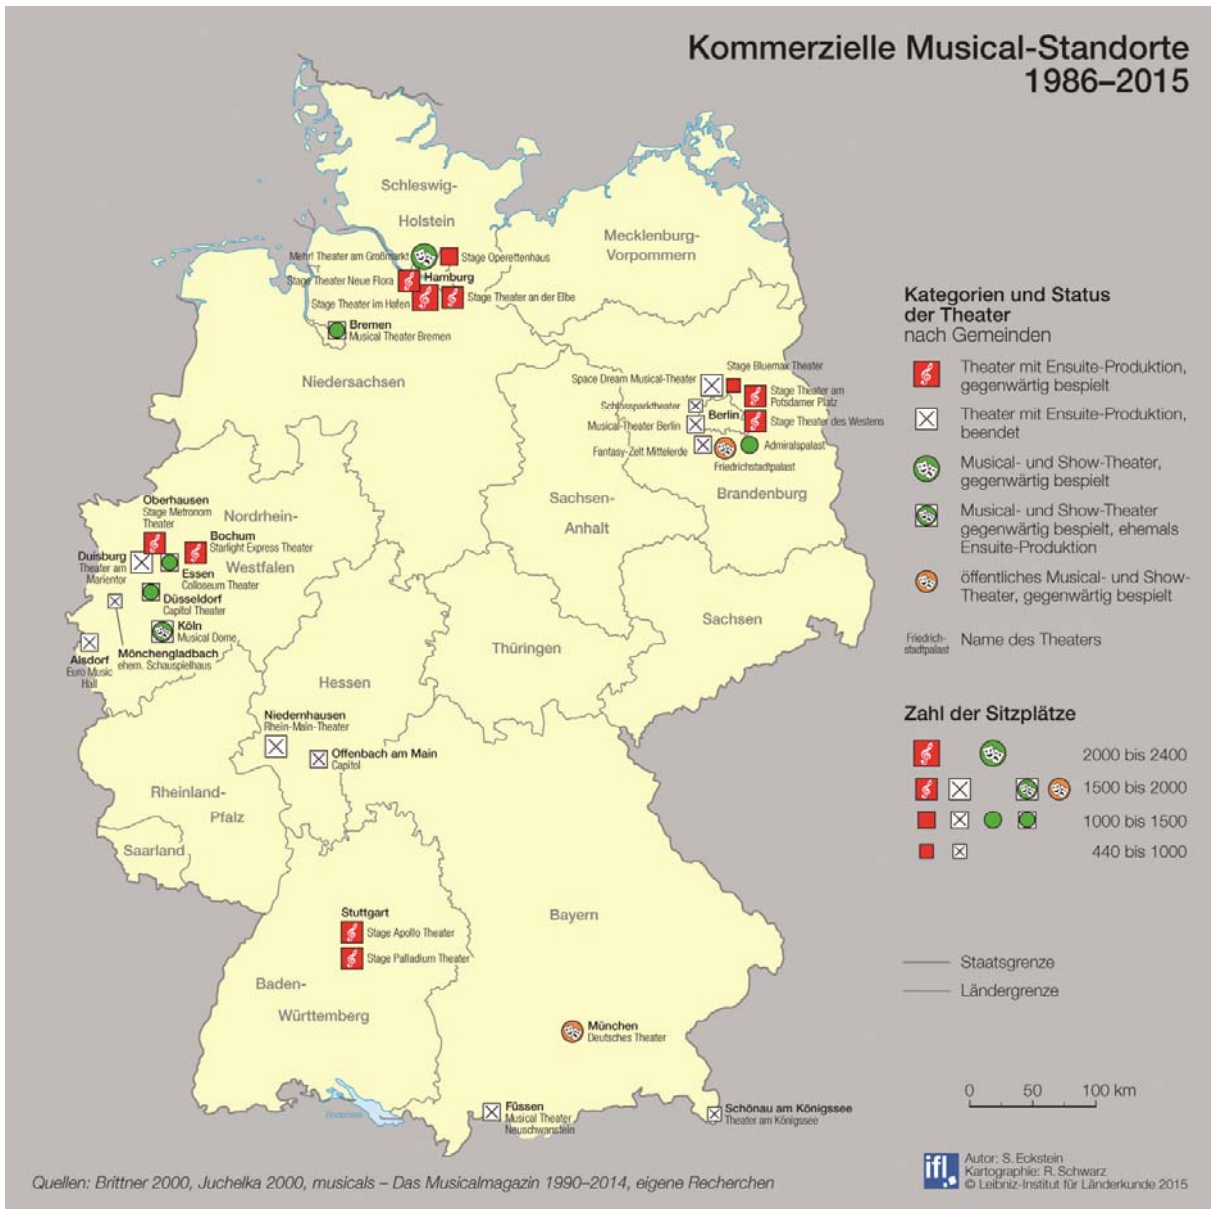 Kommerzielle Musical-Standorte
1986–2015
Schleswig-
Holstein
Mecklenburg-
Vorpommern
Mehr! Theater am Großmarkt
Stage Operettenhaus
Stage Theater Neue Flora
Hamburg
Stage Theater im Hafen
Stage Theater an der Elbe
Bremen
Musical Theater Bremen
Niedersachsen
Stage Bluemax Theater
Space Dream Musical-Theater
Stage Theater am
Potsdamer Platz
Schlossparktheater
Berlin
Musical-Theater Berlin
Stage Theater des Westens
Fantasy-Zelt Mittelerde
Admiralspalast
Friedrichstadtpalast
Brandenburg
Sachsen-
Anhalt
Oberhausen
Stage Metronom
Theater
Nordrhein-
Westfalen
Bochum
Starlight Express Theater
Duisburg
Theater am
Marientor
Essen
Colloseum Theater
Düsseldorf
Capitol Theater
Köln
Musical Dome
Mönchengladbach
ehem. Schauspielhaus
Alsdorf
Euro Music
Hall
Sachsen
Thüringen
Hessen
Niedernhausen
Rhein-Main-Theater
Offenbach am Main
Capitol
Rheinland-
Pfalz
Saarland
Stuttgart
Stage Apollo Theater
Stage Palladium Theater
Bayern
Baden-
Württemberg
München
Deutsches Theater
Bodensee
Füssen
Musical Theater
Neuschwanstein
Schönau am Königssee
Theater am Königssee
Kategorien und Status
der Theater
nach Gemeinden
Theater mit Ensuite-Produktion,
gegenwärtig bespielt
Theater mit Ensuite-Produktion,
beendet
Musical- und Show-Theater,
gegenwärtig bespielt
Musical- und Show-Theater
gegenwärtig bespielt, ehemals
Ensuite-Produktion
öffentliches Musical- und Show-
Theater, gegenwärtig bespielt
Friedrich-
stadtpalast
Name des Theaters
Zahl der Sitzplätze
2000 bis 2400
1500 bis 2000
1000 bis 1500
440 bis 1000
Staatsgrenze
Ländergrenze
0 50 100 km
ifl
Autor: S. Eckstein
Kartographie: R. Schwarz
© Leibniz-Institut für Länderkunde 2015
Quellen: Brittner 2000, Juchelka 2000, musicals – Das Musicalmagazin 1990–2014, eigene Recherchen